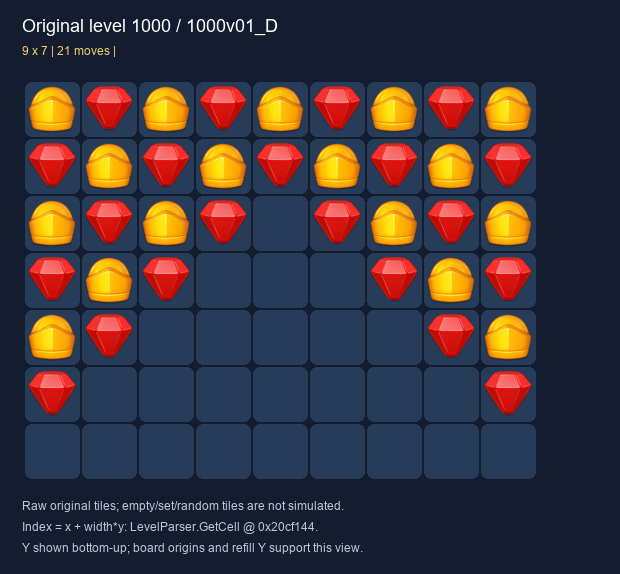 Original level 1000 / 1000v01_D
9 x 7 | 21 moves |
Raw original tiles; empty/set/random tiles are not simulated.
Index = x + width*y: LevelParser.GetCell @ 0x20cf144.
Y shown bottom-up; board origins and refill Y support this view.